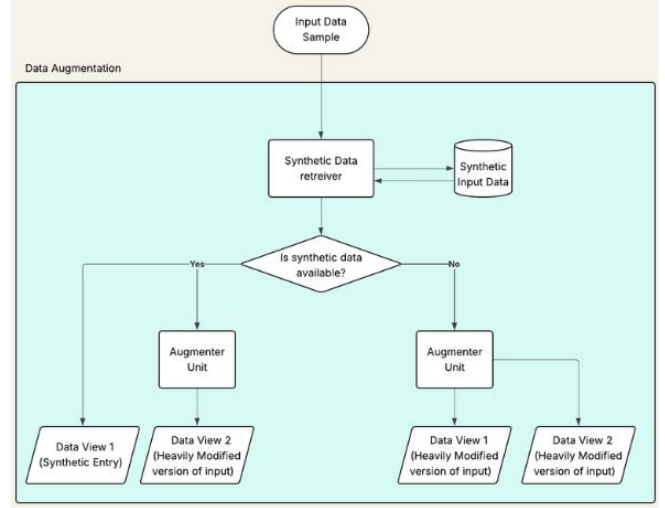 Input Data
Sample
Data Augmentation
Synthetic Data
retreiver
Synthetic
Input Data
Is synthetic data
available?
Yes
No
Augmenter
Unit
Augmenter
Unit
Data View 1
(Synthetic Entry)
Data View 2
(Heavily Modified
version of input)
Data View 1
(Heavily Modified
version of input)
Data View 2
(Heavily Modified
version of input)